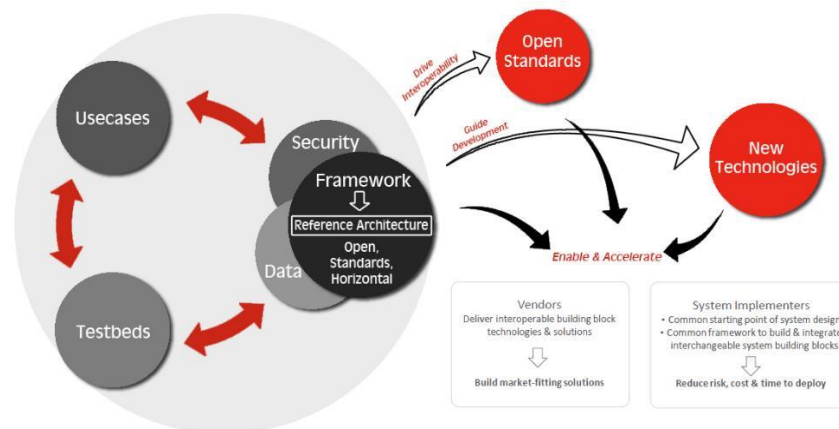 Usecases
Testbeds
Security
Data
Framework
Reference Architecture
Open,
Standards,
Horizontal
Drive
Interoperability
Open
Standards
Guide
Development
New
Technologies
Enable & Accelerate
Vendors
Deliver interoperable building block
technologies & solutions
Build market-fitting solutions
System Implementers
• Common starting point of system design
• Common framework to build & integrate
interchangeable system building blocks
Reduce risk, cost & time to deploy